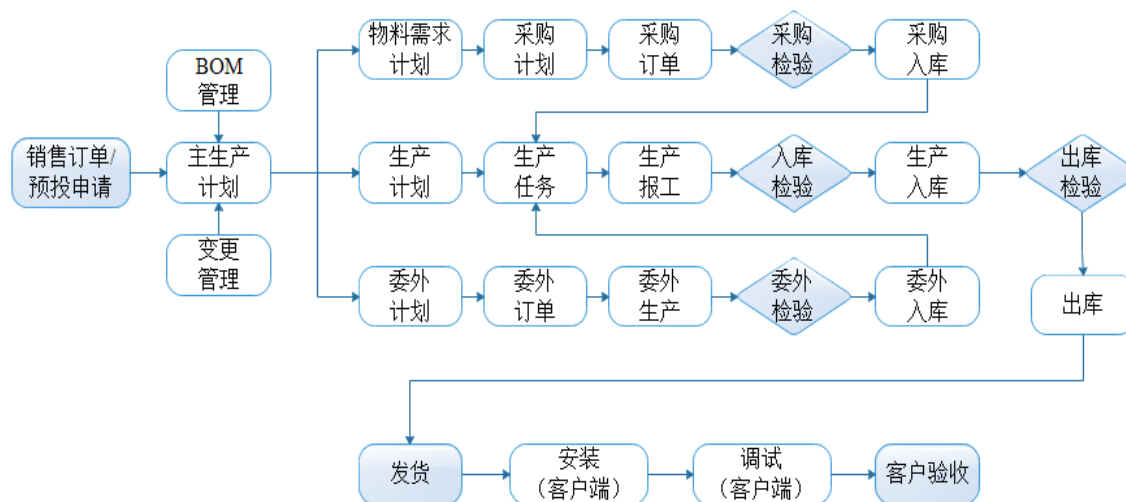 物料需求
计划
采购
计划
采购
订单
采购
检验
采购
入库
BOM
管理
销售订单/
预投申请
主生产
计划
生产
计划
生产
任务
生产
报工
入库
检验
生产
入库
出库
检验
变更
管理
委外
计划
委外
订单
委外
生产
委外
检验
委外
入库
出库
发货
安装
（客户端）
调试
（客户端）
客户验收